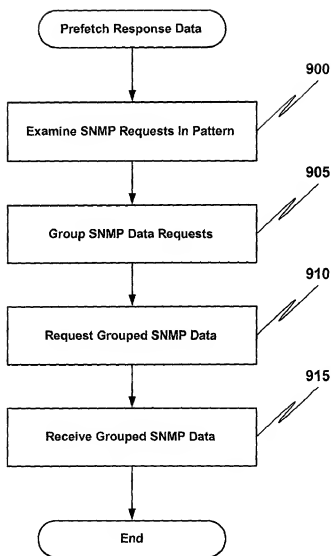 Prefetch Response Data
900
Examine SNMP Requests In Pattern
905
Group SNMP Data Requests
910
Request Grouped SNMP Data
915
Receive Grouped SNMP Data
End